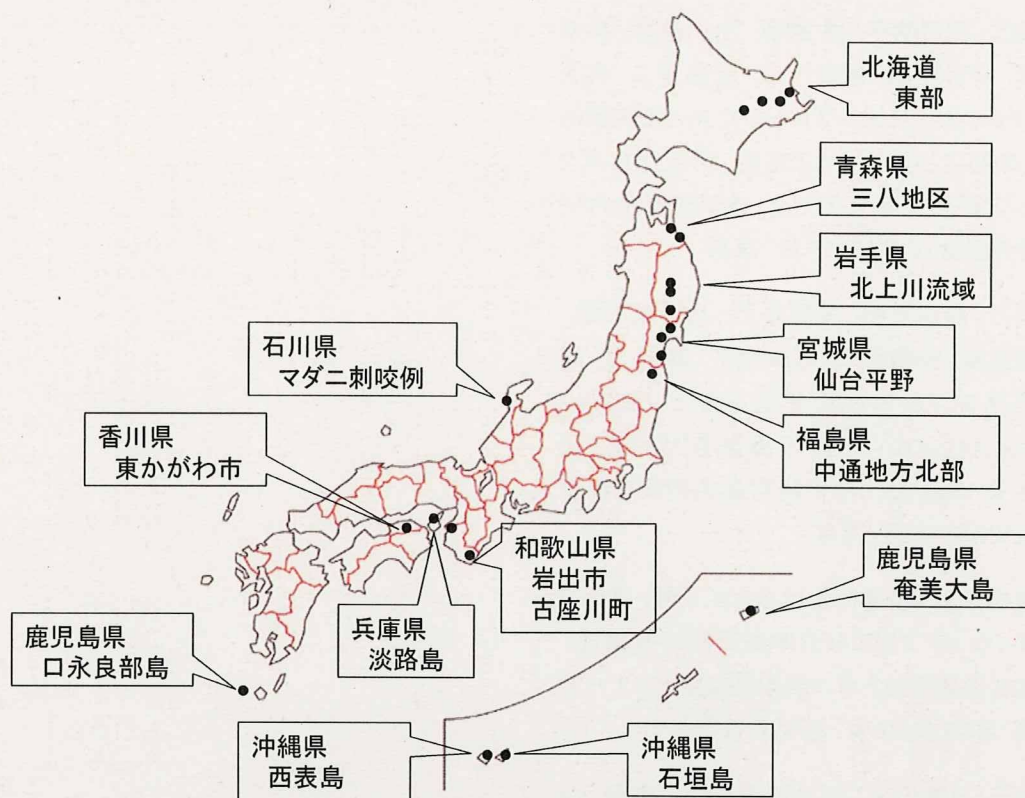 北海道
東部
青森県
三八地区
岩手県
北上川流域
宮城県
仙台平野
福島県
中通地方北部
石川県
マダニ刺咬例
香川県
東かがわ市
和歌山県
岩出市
古座川町
兵庫県
淡路島
鹿児島県
奄美大島
鹿児島県
口永良部島
沖縄県
西表島
沖縄県
石垣島